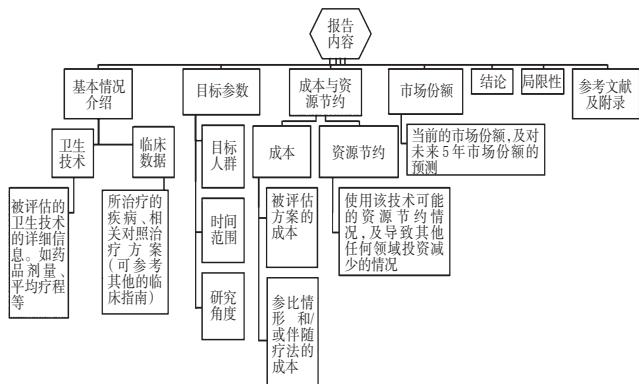 报告
内容
基本情况
介绍
目标参数
成本与资
源节约
市场份额
结论
局限性
参考文献
及附录
卫生
技术
临床
数据
目标
人群
成本
资源节约
当前的市场份额,及对
未来5年市场份额的
预测
被评估的
卫生技术
的详细信
息。如药
品剂量、
平均疗程
等
所治疗的
疾病、相
关对照治
疗方案
(可参考
其他的临
床指南)
时间
范围
研究
角度
被评估
方案的
成本
参比情
形 和/
或伴随
疗法的
成本
使用该技术可能
的资源节约情
况,及导致其他
任何领域投资减
少的情况